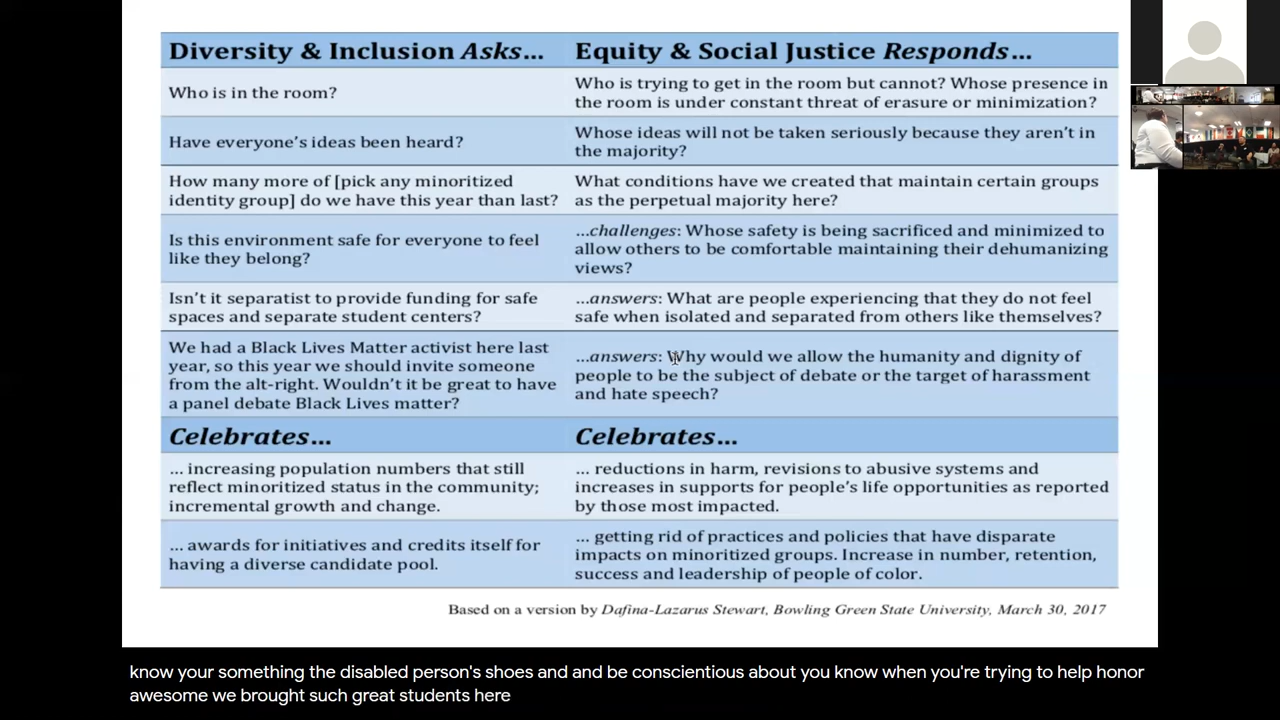 Diversity & Inclusion Asks…
Equity & Social Justice Responds…
Who is in the room?
Who is trying to get in the room but cannot? Whose presence in
the room is under constant threat of erasure or minimization?
Have everyone's ideas been heard?
Whose ideas will not be taken seriously because they aren't in
the majority?
How many more of [pick any minoritized
identity group] do we have this year than last?
What conditions have we created that maintain certain groups
as the perpetual majority here?
Is this environment safe for everyone to feel
like they belong?
…challenges: Whose safety is being sacrificed and minimized to
allow others to be comfortable maintaining their dehumanizing
views?
Isn't it separatist to provide funding for safe
spaces and separate student centers?
…answers: What are people experiencing that they do not feel
safe when isolated and separated from others like themselves?
We had a Black Lives Matter activist here last
year, so this year we should invite someone
from the alt-right. Wouldn't it be great to have
a panel debate Black Lives matter?
…answers: Why would we allow the humanity and dignity of
people to be the subject of debate or the target of harassment
and hate speech?
Celebrates…
Celebrates…
… increasing population numbers that still
reflect minoritized status in the community;
incremental growth and change.
… reductions in harm, revisions to abusive systems and
increases in supports for people's life opportunities as reported
by those most impacted.
… awards for initiatives and credits itself for
having a diverse candidate pool.
… getting rid of practices and policies that have disparate
impacts on minoritized groups. Increase in number, retention,
success and leadership of people of color.
Based on a version by Dafina-Lazarus Stewart, Bowling Green State University, March 30, 2017
know your something the disabled person's shoes and and be conscientious about you know when you're trying to help honor
awesome we brought such great students here